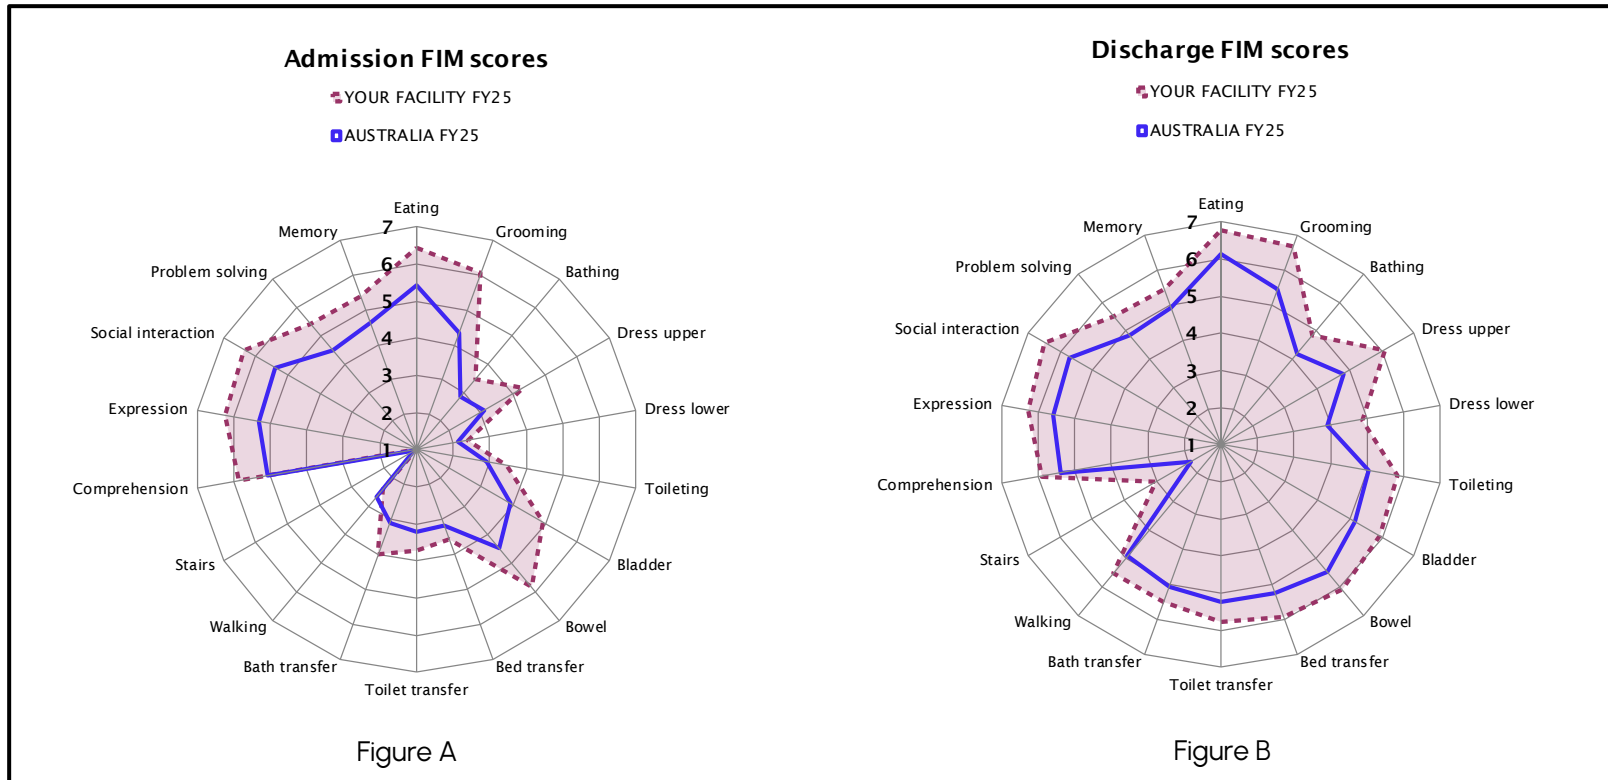 Admission FIM scores
YOUR FACILITY FY25
AUSTRALIA FY25
Eating
Grooming
Bathing
Dress upper
Dress lower
Toileting
Bladder
Bowel
Bed transfer
Toilet transfer
Bath transfer
Walking
Stairs
Comprehension
Expression
Social interaction
Problem solving
Memory
7
6
5
4
3
2
1
Figure A
Discharge FIM scores
YOUR FACILITY FY25
AUSTRALIA FY25
Eating
Grooming
Bathing
Dress upper
Dress lower
Toileting
Bladder
Bowel
Bed transfer
Toilet transfer
Bath transfer
Walking
Stairs
Comprehension
Expression
Social interaction
Problem solving
Memory
7
6
5
4
3
2
1
Figure B